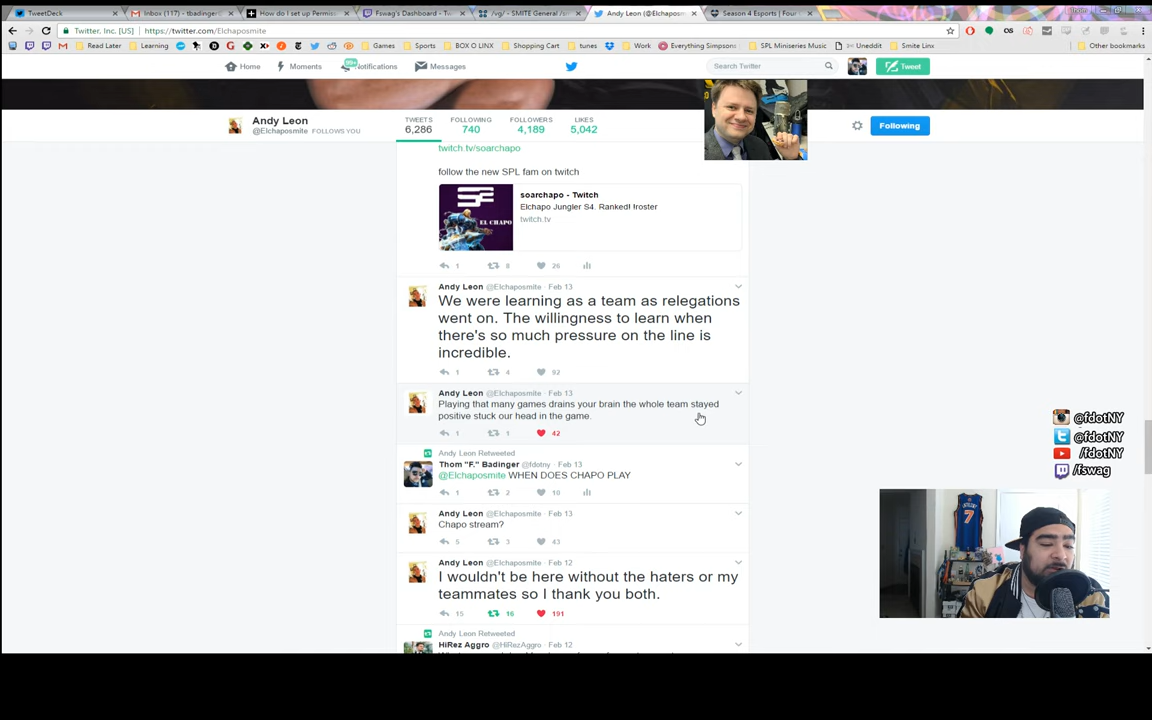 TweetDeck
Inbox (117) - tbadinger
How do I set up Permis
Fswag's Dashboard - Tw
/vg/ - SMITE General /sm
Andy Leon (@Elchaposm
Season 4 Esports | Four
Twitter, Inc. [US] https://twitter.com/Elchaposmite
Read Later Learning Games Sports BOX O LINX Shopping Cart tunes Work Everything Simpsons SPL Miniseries Music Uneddit Smite Linx Other bookmarks
Home Moments 99+ Notifications Messages Search Twitter Tweet
Andy Leon
@Elchaposmite FOLLOWS YOU
TWEETS FOLLOWING FOLLOWERS LIKES
6,286 740 4,189 5,042
Following
twitch.tv/soarchapo
follow the new SPL fam on twitch
soarchapo - Twitch
Elchapo Jungler S4. Ranked! !roster
twitch.tv
EL CHAPO
1 8 26
Andy Leon @Elchaposmite · Feb 13
We were learning as a team as relegations
went on. The willingness to learn when
there's so much pressure on the line is
incredible.
1 4 92
Andy Leon @Elchaposmite · Feb 13
Playing that many games drains your brain the whole team stayed
positive stuck our head in the game.
1 1 42
Andy Leon Retweeted
Thom "F." Badinger @fdotny · Feb 13
@Elchaposmite WHEN DOES CHAPO PLAY
1 2 10
Andy Leon @Elchaposmite · Feb 13
Chapo stream?
5 3 43
Andy Leon @Elchaposmite · Feb 12
I wouldn't be here without the haters or my
teammates so I thank you both.
15 16 191
Andy Leon Retweeted
HiRez Aggro @HiRezAggro · Feb 12
@fdotNY
@fdotNY
/fdotNY
/fswag
7